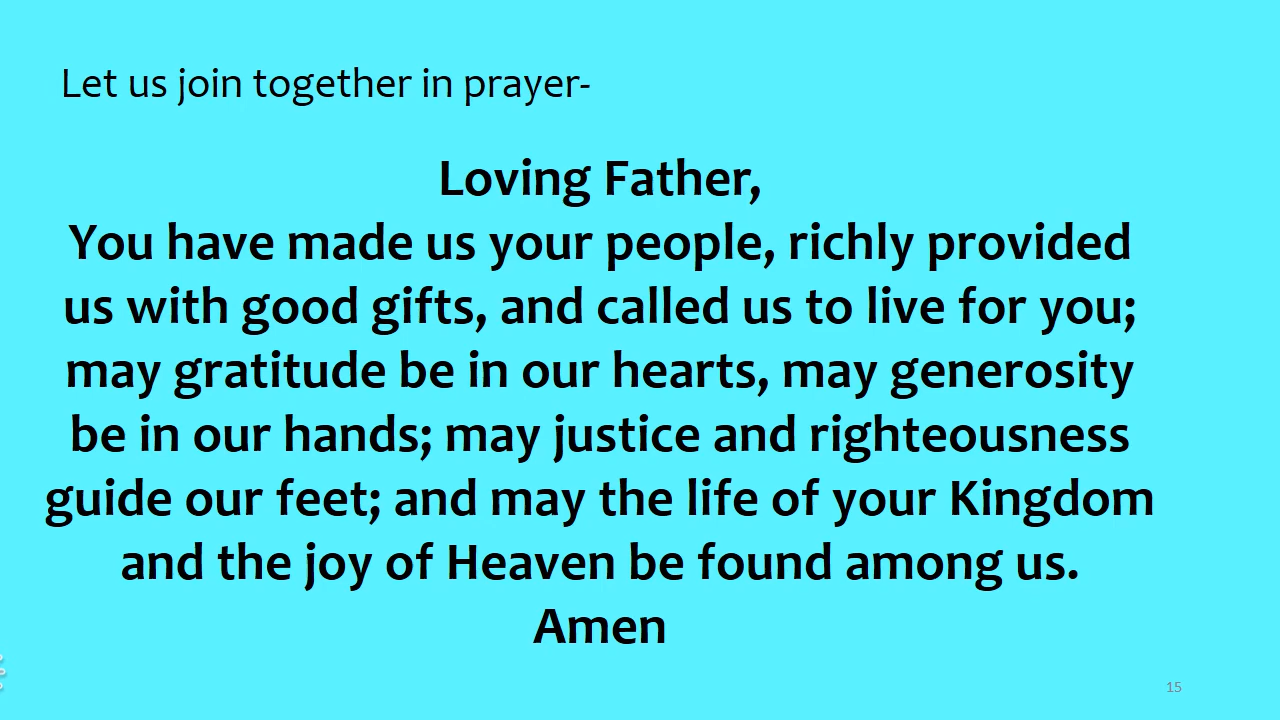 Let us join together in prayer-
Loving Father,
You have made us your people, richly provided
us with good gifts, and called us to live for you;
may gratitude be in our hearts, may generosity
be in our hands; may justice and righteousness
guide our feet; and may the life of your Kingdom
and the joy of Heaven be found among us.
Amen
15